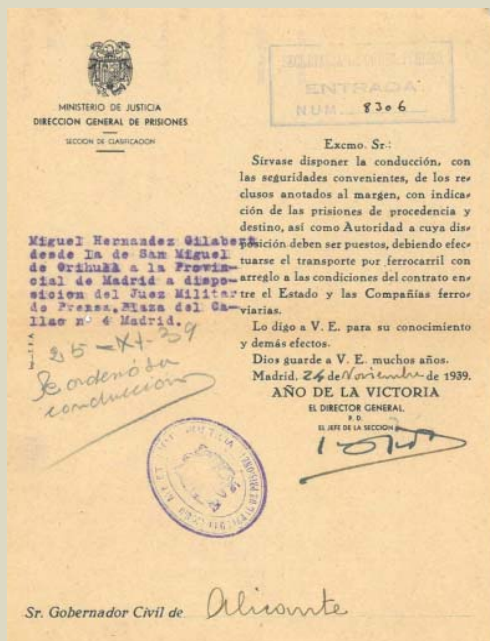 MINISTERIO DE JUSTICIA
DIRECCION GENERAL DE PRISIONES
SECCION DE CLASIFICACION
ENTRADA
NUM. 8306
Excmo. Sr.:
Sírvase disponer la conducción, con
las seguridades convenientes, de los re-
clusos anotados al margen, con indica-
ción de las prisiones de procedencia y
destino, así como Autoridad a cuya dis-
posición deben ser puestos, debiendo efec-
tuarse el transporte por ferrocarril con
arreglo a las condiciones del contrato en-
tre el Estado y las Compañías ferro-
viarias.
Lo digo a V. E. para su conocimiento
y demás efectos.
Dios guarde a V. E. muchos años.
Madrid, 24 de Noviembre de 1939.
AÑO DE LA VICTORIA
EL DIRECTOR GENERAL,
P. D.
EL JEFE DE LA SECCIÓN
Miguel Hernandez Gilabert
desde la de San Miguel
de Orihuela a la Provin-
cial de Madrid a dispo-
sicion del Juez Militar
de Prensa. Plaza del Ca-
llao nº 4 Madrid.
25-XI-39
Se ordenó su
conducción
Sr. Gobernador Civil de Alicante